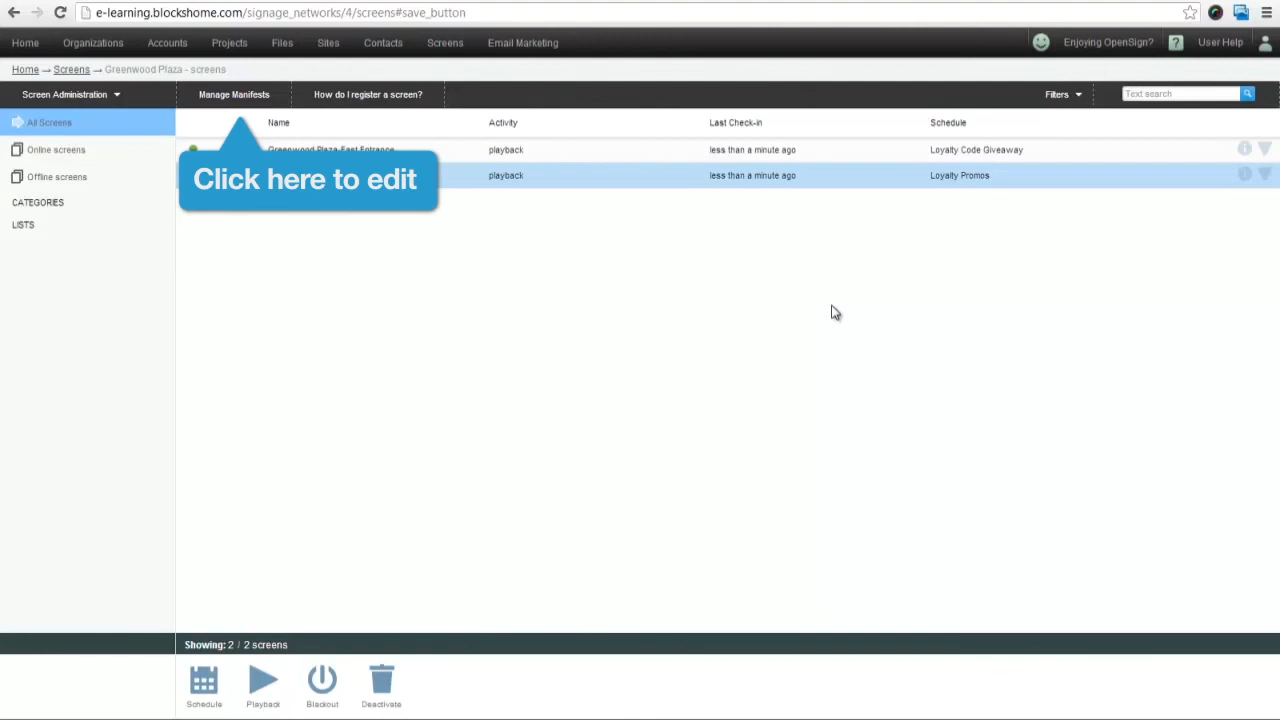 e-learning.blockshome.com/signage_networks/4/screens#save_button
Home Organizations Accounts Projects Files Sites Contacts Screens Email Marketing Enjoying OpenSign? ? User Help
Home → Screens → Greenwood Plaza - screens
Screen Administration Manage Manifests How do I register a screen? Filters Text search
All Screens Name Activity Last Check-in Schedule
Online screens Greenwood Plaza-East Entrance playback less than a minute ago Loyalty Code Giveaway
Click here to edit
Offline screens playback less than a minute ago Loyalty Promos
CATEGORIES
LISTS
Showing: 2 / 2 screens
Schedule Playback Blackout Deactivate